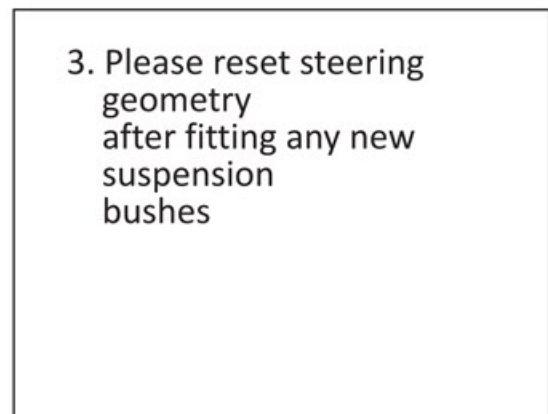 3. Please reset steering
geometry
after fitting any new
suspension
bushes